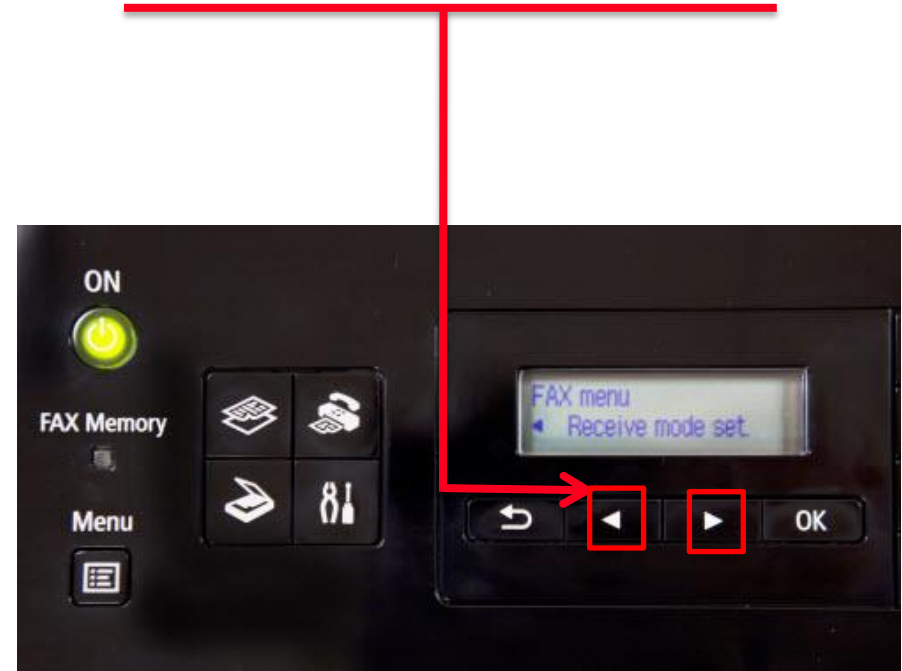 ON
FAX Memory
Menu
FAX menu
◄ Receive mode set.
OK